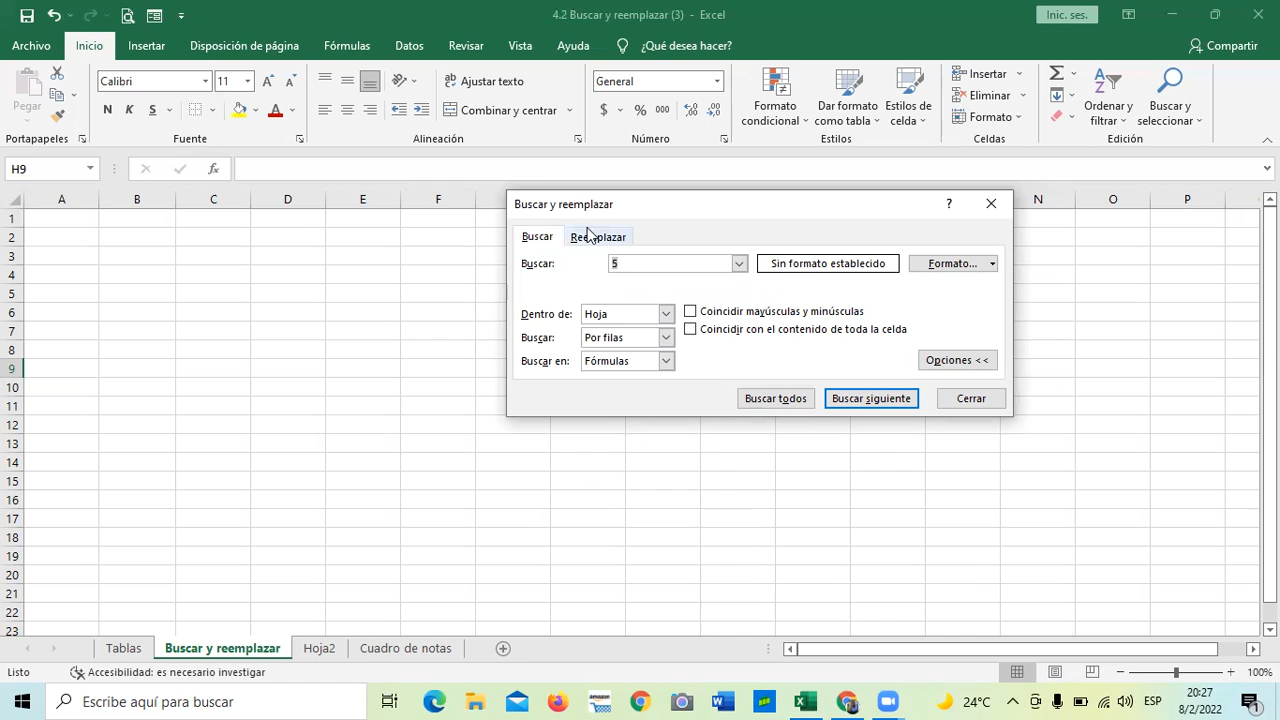 4.2 Buscar y reemplazar (3) - Excel
Inic. ses.
Archivo Inicio Insertar Disposición de página Fórmulas Datos Revisar Vista Ayuda ¿Qué desea hacer? Compartir
Pegar
Calibri 11
N K S
Ajustar texto
Combinar y centrar
General
$ % 000
Formato condicional
Dar formato como tabla
Estilos de celda
Insertar
Eliminar
Formato
Ordenar y filtrar
Buscar y seleccionar
Portapapeles Fuente Alineación Número Estilos Celdas Edición
H9 fx
A B C D E F N O P
1
2
3
4
5
6
7
8
9
10
11
12
13
14
15
16
17
18
19
20
21
22
23
Buscar y reemplazar ?
Buscar Reemplazar
Buscar: 5 Sin formato establecido Formato...
Dentro de: Hoja Coincidir mayúsculas y minúsculas
Buscar: Por filas Coincidir con el contenido de toda la celda
Buscar en: Fórmulas Opciones <<
Buscar todos Buscar siguiente Cerrar
Tablas Buscar y reemplazar Hoja2 Cuadro de notas
Listo Accesibilidad: es necesario investigar 100%
Escribe aquí para buscar 24°C ESP 20:27
8/2/2022